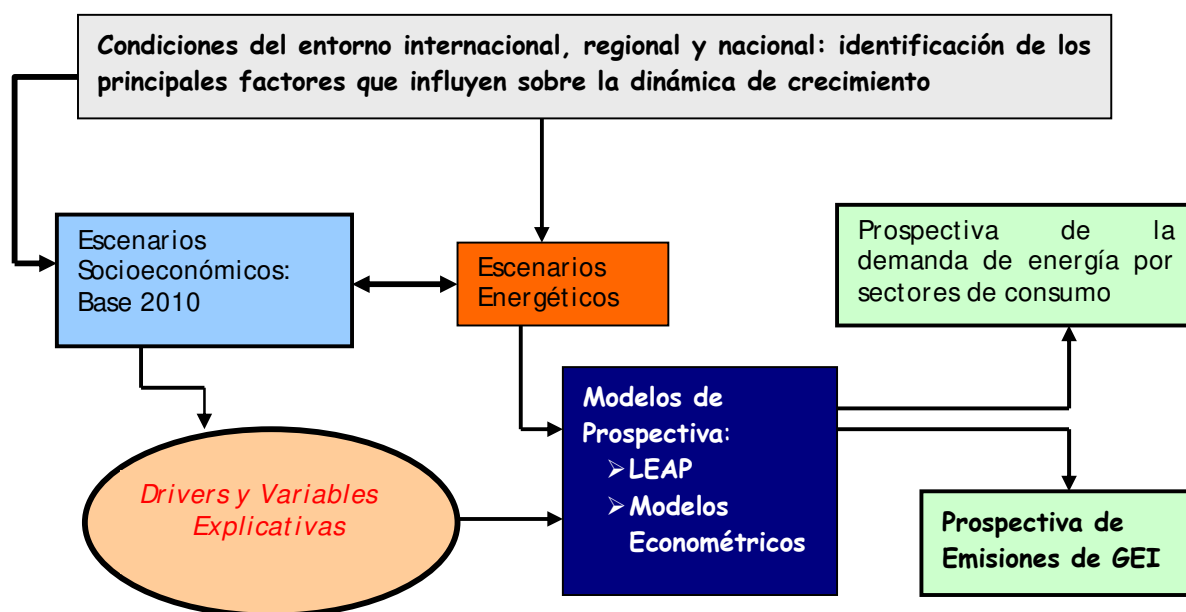 Condiciones del entorno internacional, regional y nacional: identificación de los
principales factores que influyen sobre la dinámica de crecimiento
Escenarios
Socioeconómicos:
Base 2010
Escenarios
Energéticos
Prospectiva de la
demanda de energía por
sectores de consumo
Drivers y Variables
Explicativas
Modelos de
Prospectiva:
➢LEAP
➢Modelos
Econométricos
Prospectiva de
Emisiones de GEI